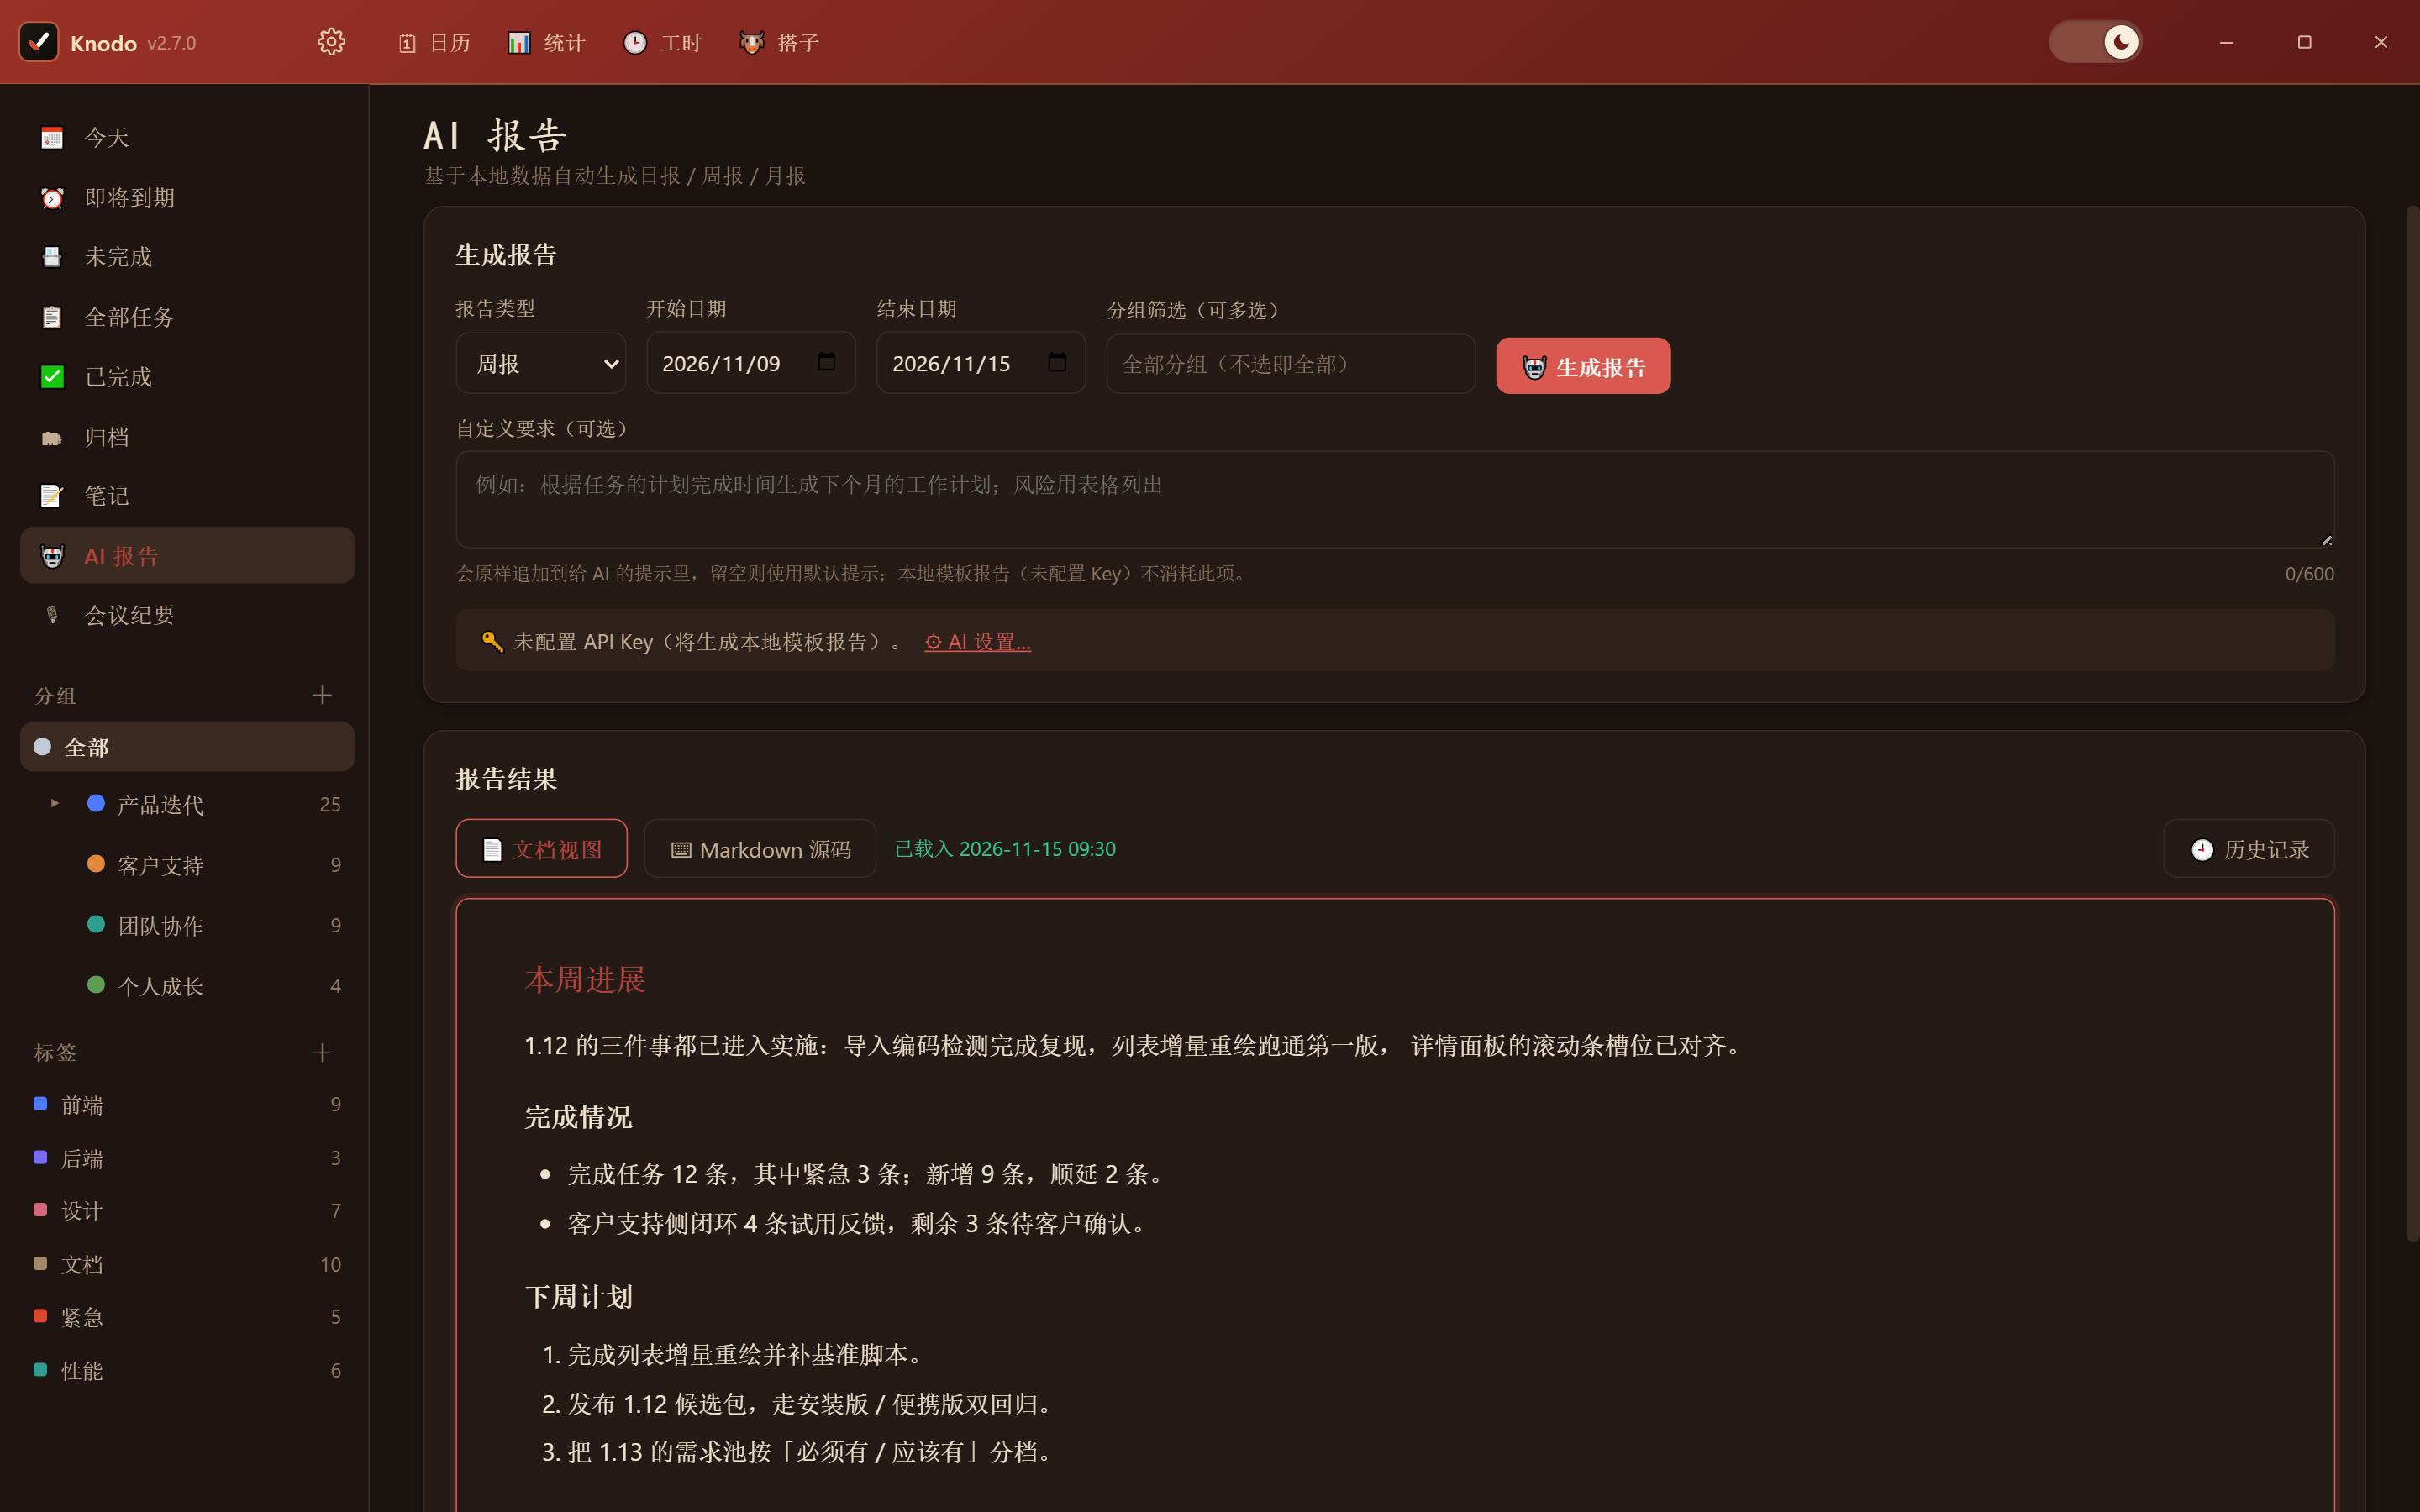 Knodo v2.7.0
日历
统计
工时
搭子
今天
即将到期
未完成
全部任务
已完成
归档
笔记
AI 报告
会议纪要
分组
全部
产品迭代 25
客户支持 9
团队协作 9
个人成长 4
标签
前端 9
后端 3
设计 7
文档 10
紧急 5
性能 6
AI 报告
基于本地数据自动生成日报 / 周报 / 月报
生成报告
报告类型 开始日期 结束日期 分组筛选（可多选）
周报 2026/11/09 2026/11/15 全部分组（不选即全部） 生成报告
自定义要求（可选）
例如：根据任务的计划完成时间生成下个月的工作计划；风险用表格列出
会原样追加到给 AI 的提示里，留空则使用默认提示；本地模板报告（未配置 Key）不消耗此项。 0/600
未配置 API Key（将生成本地模板报告）。 AI 设置...
报告结果
文档视图 Markdown 源码 已载入 2026-11-15 09:30 历史记录
本周进展
1.12 的三件事都已进入实施：导入编码检测完成复现，列表增量重绘跑通第一版， 详情面板的滚动条槽位已对齐。
完成情况
• 完成任务 12 条，其中紧急 3 条；新增 9 条，顺延 2 条。
• 客户支持侧闭环 4 条试用反馈，剩余 3 条待客户确认。
下周计划
1. 完成列表增量重绘并补基准脚本。
2. 发布 1.12 候选包，走安装版 / 便携版双回归。
3. 把 1.13 的需求池按「必须有 / 应该有」分档。